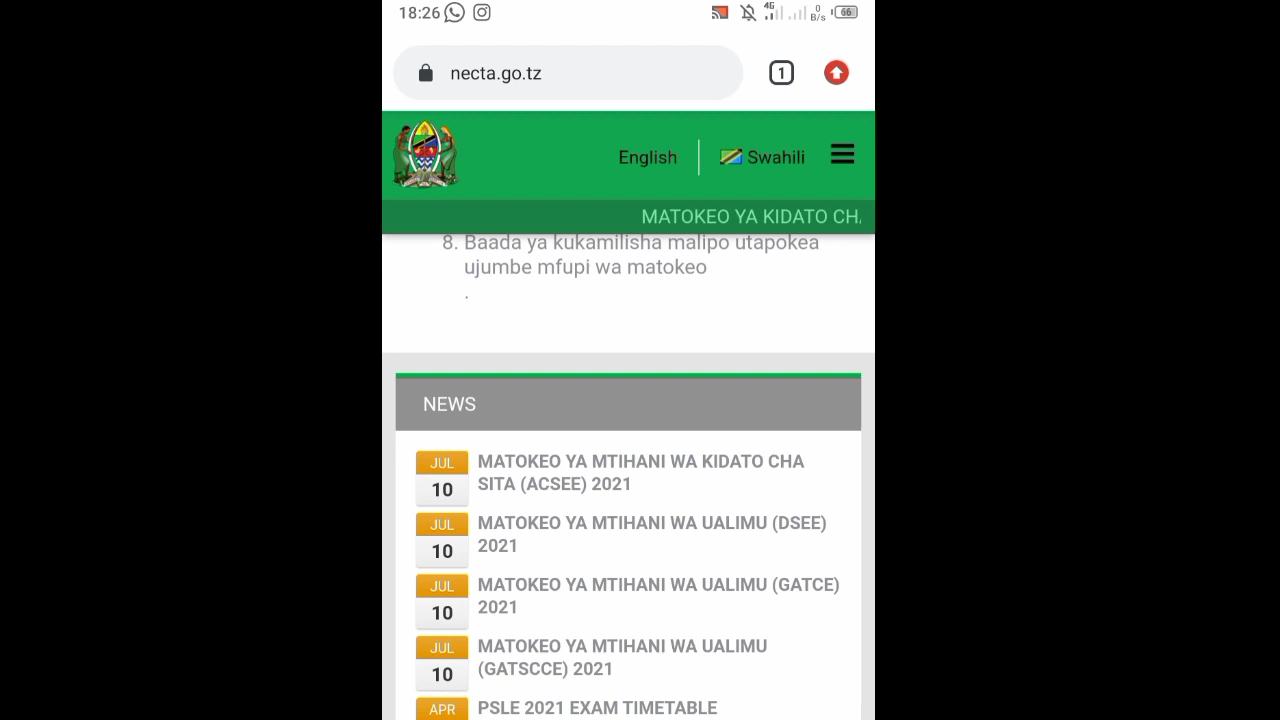 18:26 4G 0 B/s 66
necta.go.tz 1
English Swahili
MATOKEO YA KIDATO CH
8. Baada ya kukamilisha malipo utapokea
ujumbe mfupi wa matokeo
.
NEWS
JUL
10
MATOKEO YA MTIHANI WA KIDATO CHA
SITA (ACSEE) 2021
JUL
10
MATOKEO YA MTIHANI WA UALIMU (DSEE)
2021
JUL
10
MATOKEO YA MTIHANI WA UALIMU (GATCE)
2021
JUL
10
MATOKEO YA MTIHANI WA UALIMU
(GATSCCE) 2021
APR
PSLE 2021 EXAM TIMETABLE